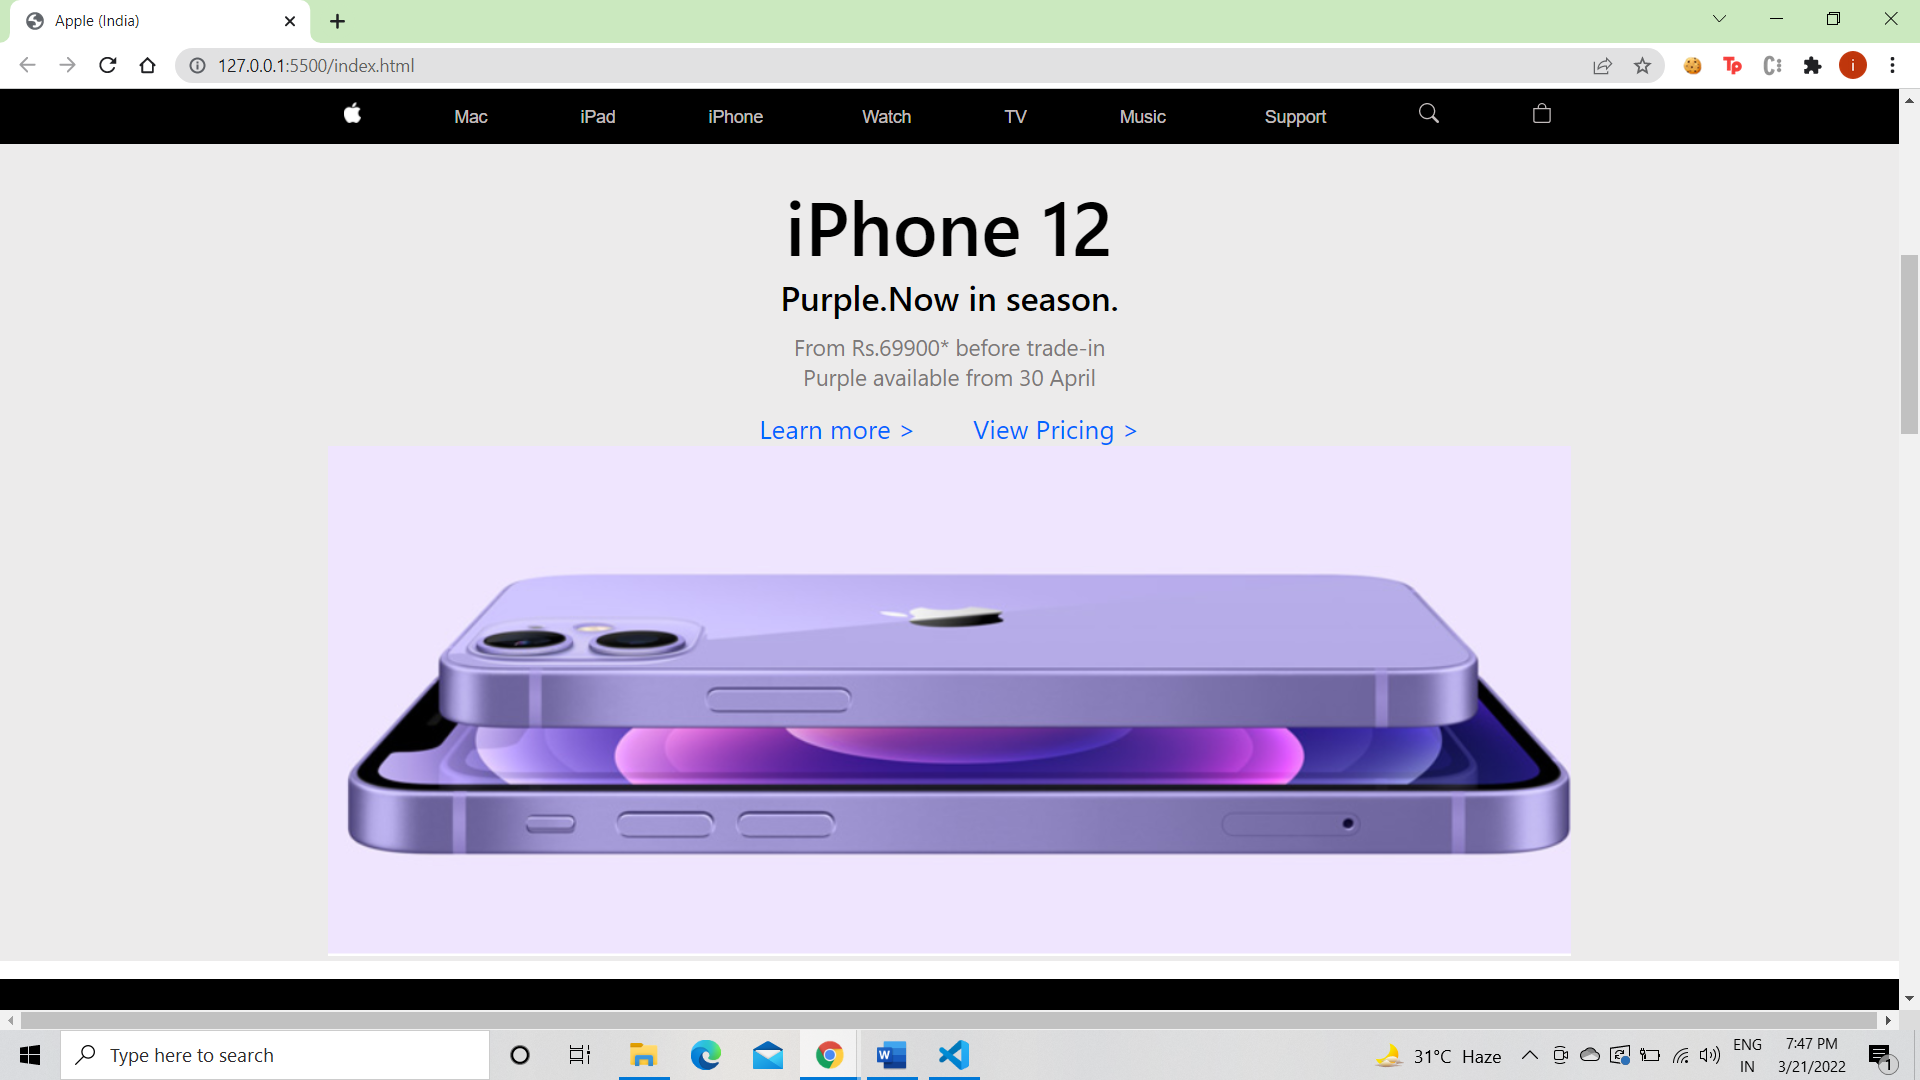 Apple (India)
127.0.0.1:5500/index.html
Tp
i
Mac iPad iPhone Watch TV Music Support
iPhone 12
Purple.Now in season.
From Rs.69900* before trade-in
Purple available from 30 April
Learn more > View Pricing >
Type here to search
31°C Haze
ENG
IN
7:47 PM
3/21/2022
1